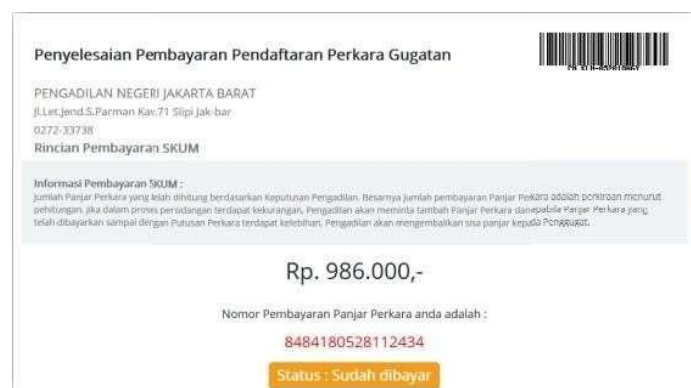 Penyelesaian Pembayaran Pendaftaran Perkara Gugatan
PENGADILAN NEGERI JAKARTA BARAT
Jl.Let.Jend.S.Parman Kav.71 Slipi Jak-bar
0272-33738
Rincian Pembayaran SKUM
Informasi Pembayaran SKUM :
Jumlah Panjar Perkara yang telah dihitung berdasarkan Keputusan Pengadilan. Besarnya jumlah pembayaran Panjar Perkara adalah perkiraan menurut
pehitungan, jika dalam proses persidangan terdapat kekurangan, Pengadilan akan meminta tambah Panjar Perkara dan apabila Panjar Perkara yang
telah dibayarkan sampai dengan Putusan Perkara terdapat kelebihan, Pengadilan akan mengembalikan sisa panjar kepada Penggugat.
Rp. 986.000,-
Nomor Pembayaran Panjar Perkara anda adalah :
8484180528112434
Status : Sudah dibayar